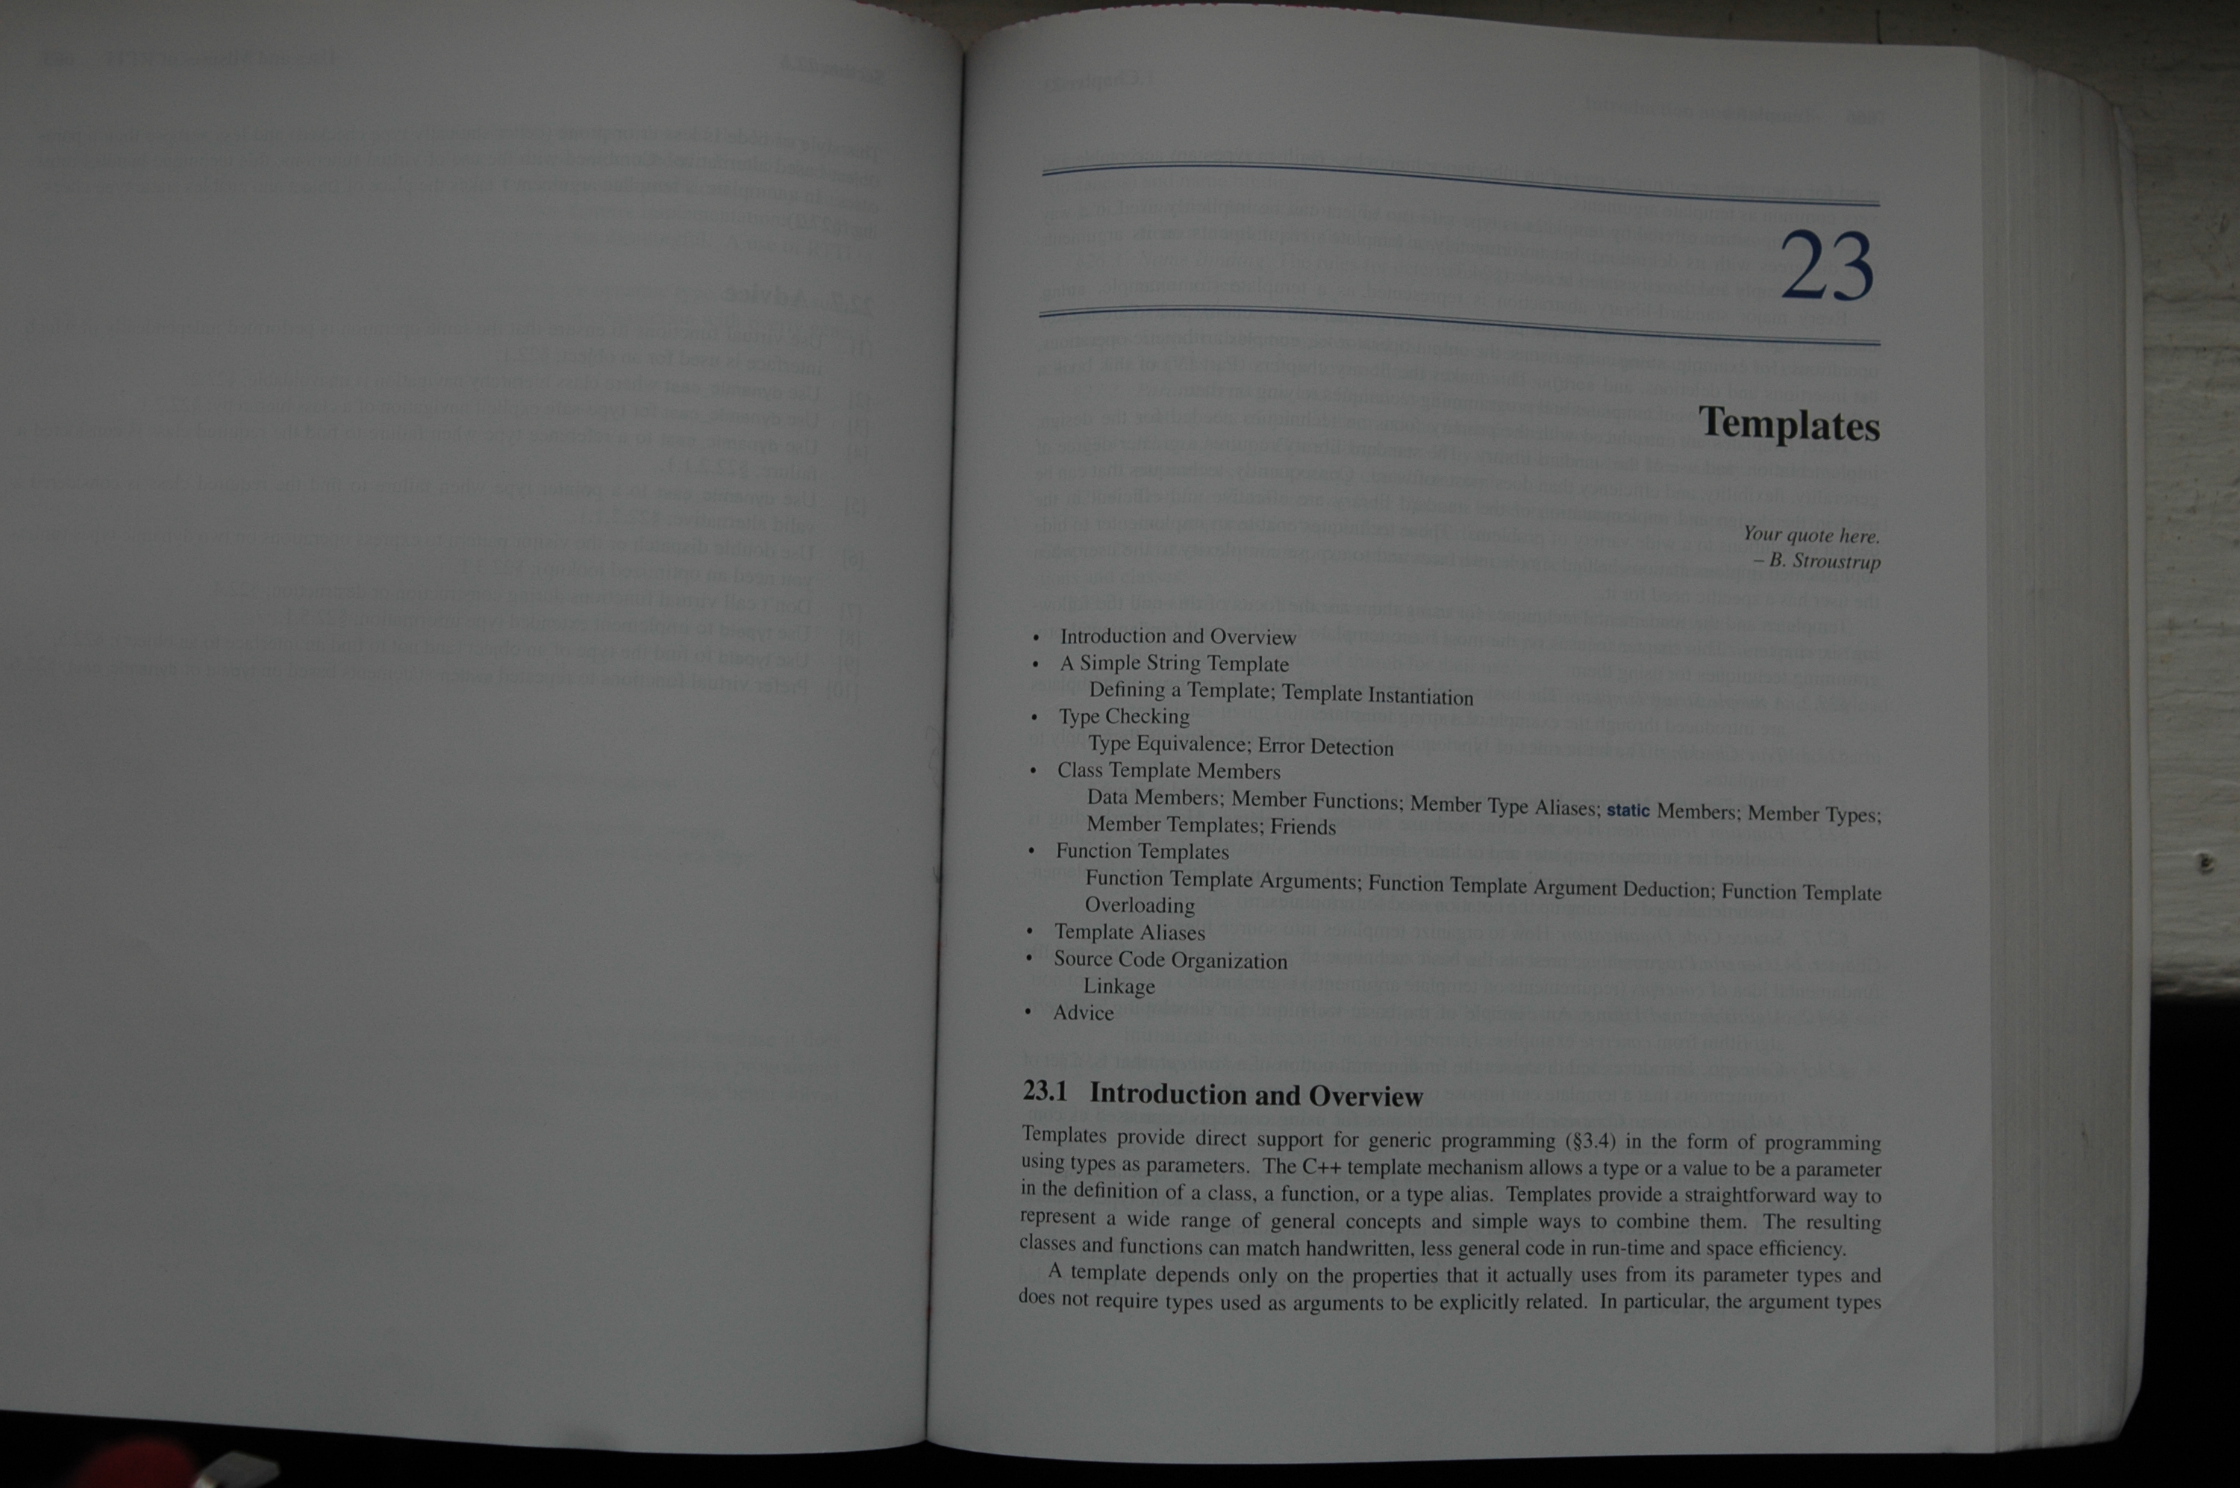 23
Templates
Your quote here.
– B. Stroustrup
• Introduction and Overview
• A Simple String Template
Defining a Template; Template Instantiation
• Type Checking
Type Equivalence; Error Detection
• Class Template Members
Data Members; Member Functions; Member Type Aliases; static Members; Member Types;
Member Templates; Friends
• Function Templates
Function Template Arguments; Function Template Argument Deduction; Function Template
Overloading
• Template Aliases
• Source Code Organization
Linkage
• Advice
23.1 Introduction and Overview
Templates provide direct support for generic programming (§3.4) in the form of programming
using types as parameters. The C++ template mechanism allows a type or a value to be a parameter
in the definition of a class, a function, or a type alias. Templates provide a straightforward way to
represent a wide range of general concepts and simple ways to combine them. The resulting
classes and functions can match handwritten, less general code in run-time and space efficiency.
A template depends only on the properties that it actually uses from its parameter types and
does not require types used as arguments to be explicitly related. In particular, the argument types